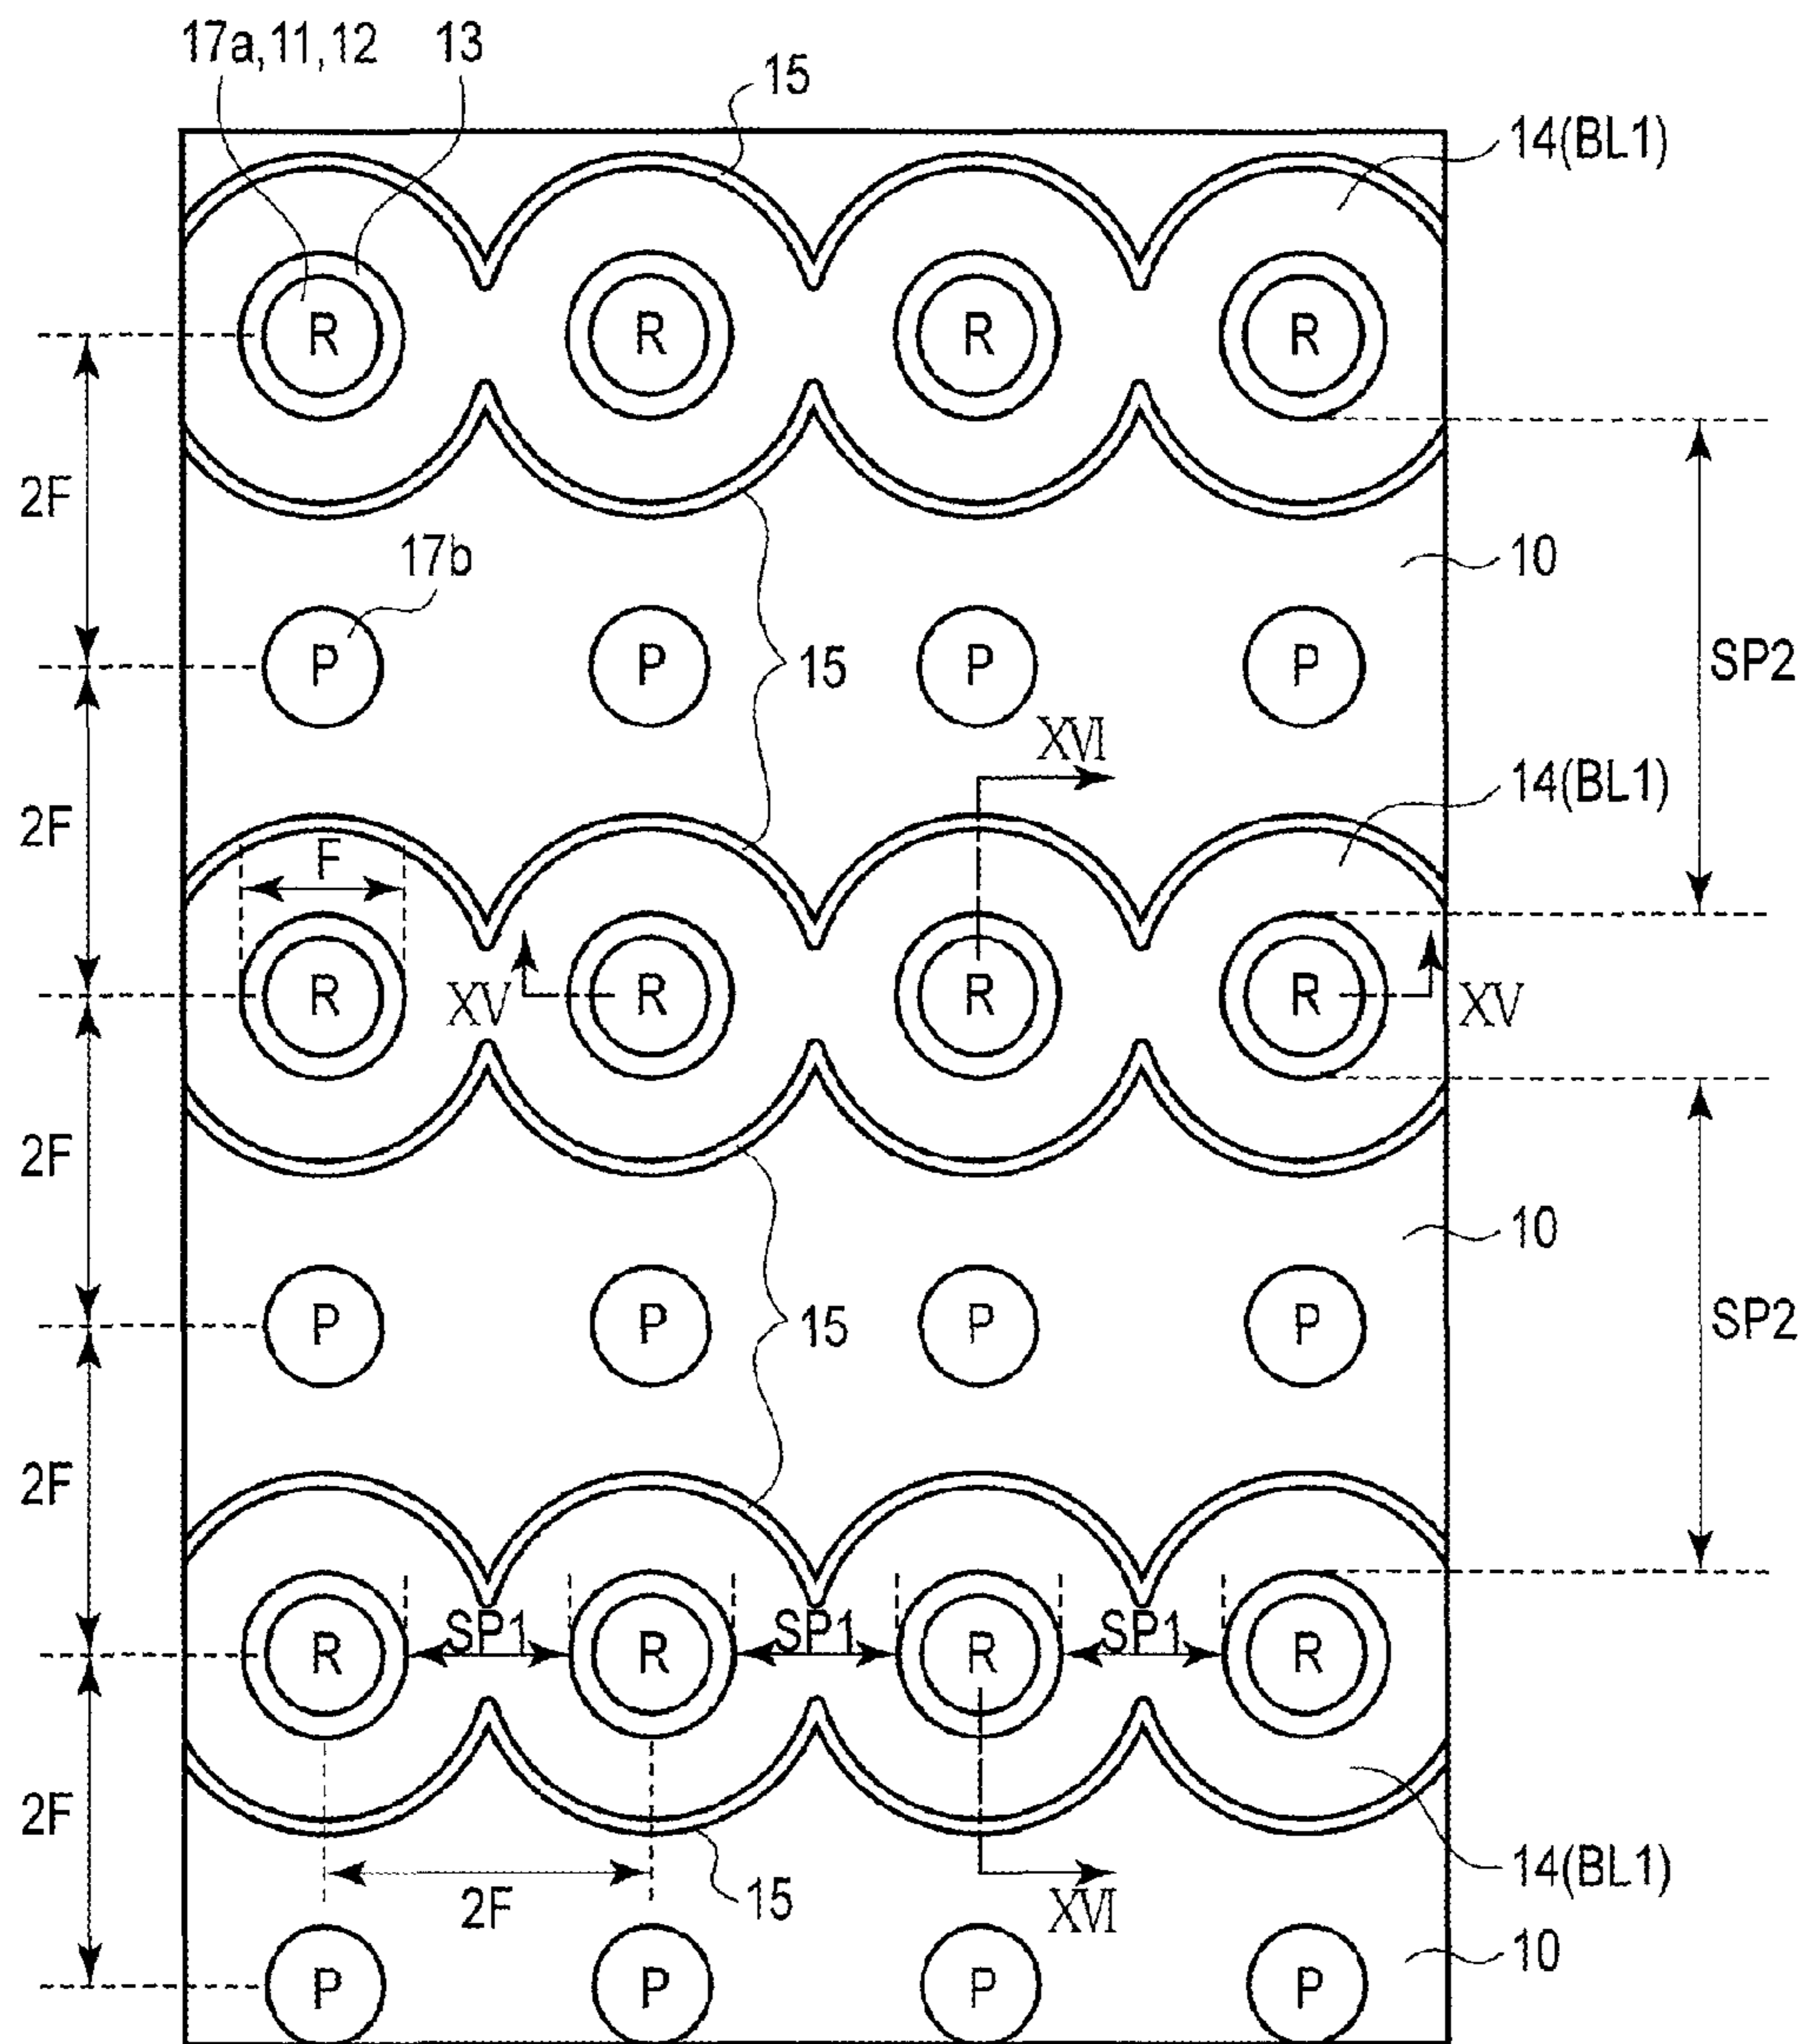 17a, 11, 12
13
15
14(BL1)
R R R R
2F
17b
10
P P P P
15
SP2
XVI
2F
14(BL1)
F
R R R R
XV
XV
2F
10
P P P P
15
SP2
2F
SP1 SP1 SP1
R R R R
2F
14(BL1)
2F
15
XVI
10
P P P P